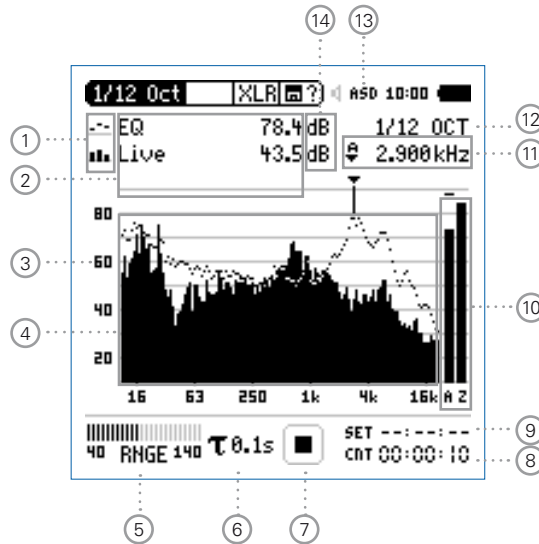 14 13
1/12 Oct XLR ? ASD 10:00
EQ 78.4 dB 1/12 OCT 12
1 Live 43.5 dB 2.900kHz 11
2
80
3 60
10
4 40
20
16 63 250 1k 4k 16k A Z
SET --:--:-- 9
40 RNGE 140 τ 0.1s CNT 00:00:10 8
5 6 7